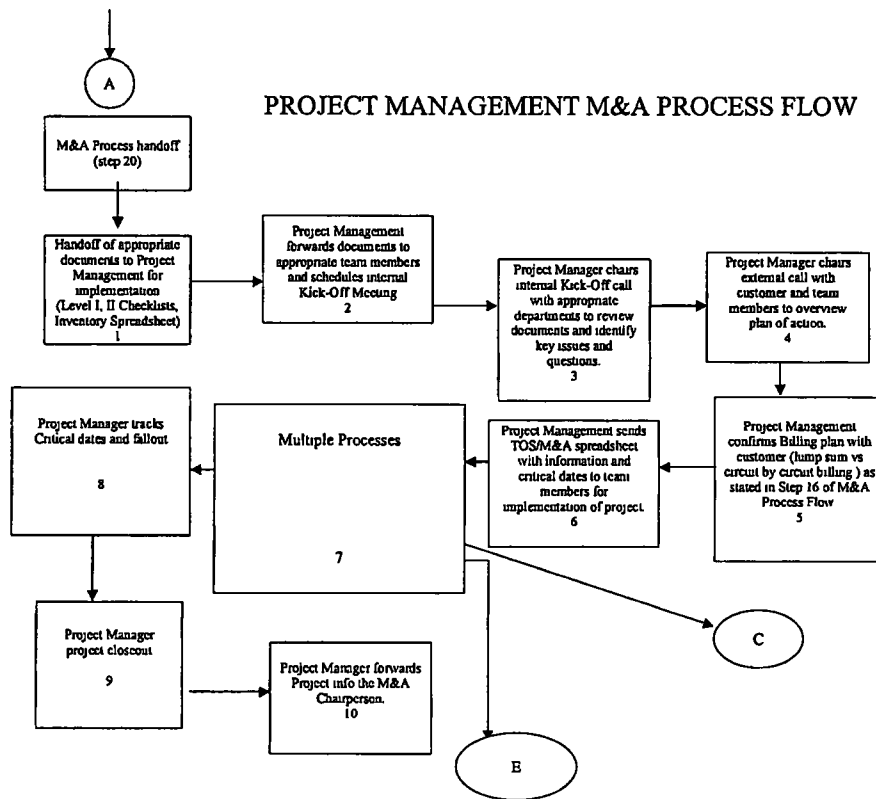 A
PROJECT MANAGEMENT M&A PROCESS FLOW
M&A Process handoff
(step 20)
Handoff of appropriate
documents to Project
Management for
implementation
(Level I, II Checklists,
Inventory Spreadsheet)
1
Project Management
forwards documents to
appropriate team members
and schedules internal
Kick-Off Meeting
2
Project Manager chairs
internal Kick-Off call
with appropriate
departments to review
documents and identify
key issues and
questions.
3
Project Manager chairs
external call with
customer and team
members to overview
plan of action.
4
Project Management
confirms Billing plan with
customer (lump sum vs
circuit by circuit billing ) as
stated in Step 16 of M&A
Process Flow
5
Project Management sends
TOS/M&A spreadsheet
with information and
critical dates to team
members for
implementation of project.
6
Multiple Processes
7
Project Manager tracks
Critical dates and fallout
8
Project Manager
project closeout
9
Project Manager forwards
Project info the M&A
Chairperson.
10
C
E